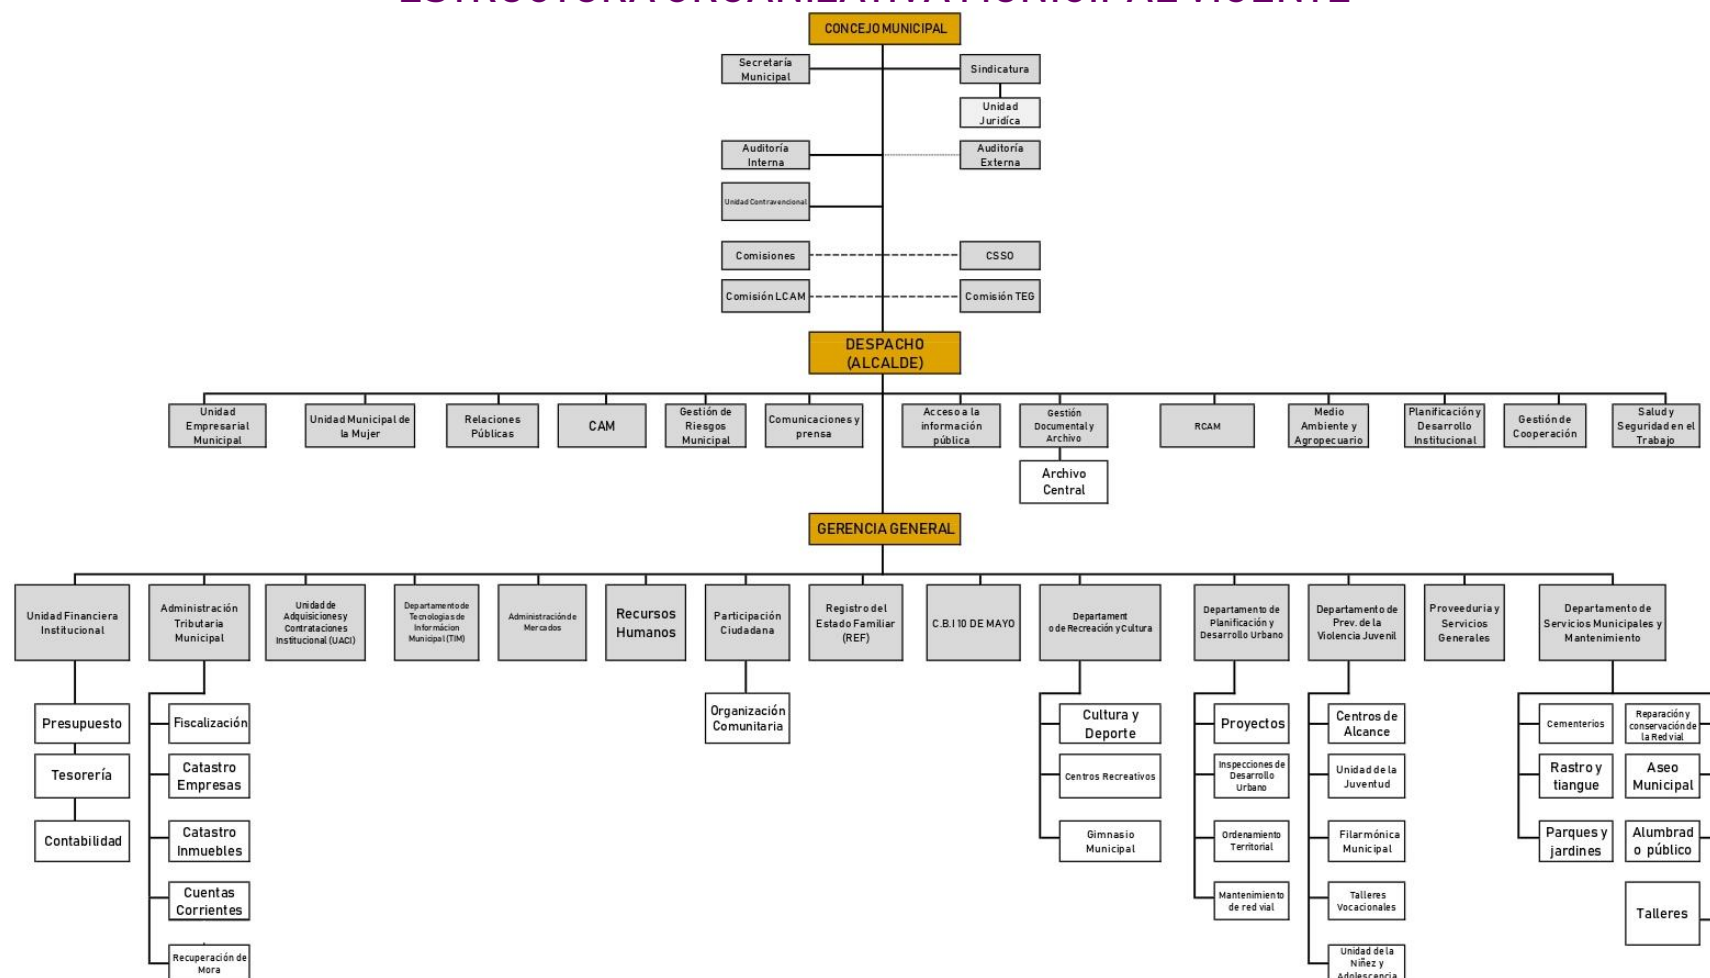 ESTRUCTURA ORGANIZATIVA MUNICIPAL VIGENTE
CONCEJO MUNICIPAL
Secretaría
Municipal
Sindicatura
Unidad
Juridíca
Auditoría
Interna
Auditoría
Externa
Unidad Contravencional
Comisiones
CSSO
Comisión LCAM
Comisión TEG
DESPACHO
(ALCALDE)
Unidad
Empresarial
Municipal
Unidad Municipal de
la Mujer
Relaciones
Públicas
CAM
Gestión de
Riesgos
Municipal
Comunicaciones y
prensa
Acceso a la
información
pública
Gestión
Documental y
Archivo
RCAM
Medio
Ambiente y
Agropecuario
Planificación y
Desarrollo
Institucional
Gestión de
Cooperación
Salud y
Seguridad en el
Trabajo
Archivo
Central
GERENCIA GENERAL
Unidad Financiera
Institucional
Administración
Tributaria
Municipal
Unidad de
Adquisiciones y
Contrataciones
Institucional (UACI)
Departamento de
Tecnologias de
Informácion
Municipal (TIM)
Administración de
Mercados
Recursos
Humanos
Participación
Ciudadana
Registro del
Estado Familiar
(REF)
C.B.I 10 DE MAYO
Departament
o de Recreación y Cultura
Departamento de
Planificación y
Desarrollo Urbano
Departamento de
Prev. de la
Violencia Juvenil
Proveeduria y
Servicios
Generales
Departamento de
Servicios Municipales y
Mantenimiento
Presupuesto
Tesorería
Contabilidad
Fiscalización
Catastro
Empresas
Catastro
Inmuebles
Cuentas
Corrientes
Recuperación de
Mora
Organización
Comunitaria
Cultura y
Deporte
Centros Recreativos
Gimnasio
Municipal
Proyectos
Inspecciones de
Desarrollo
Urbano
Ordenamiento
Territorial
Mantenimiento
de red vial
Centros de
Alcance
Unidad de la
Juventud
Filarmónica
Municipal
Talleres
Vocacionales
Unidad de la
Niñez y
Adolescencia
Cementerios
Rastro y
tiangue
Parques y
jardines
Reparación y
conservación de
la Red vial
Aseo
Municipal
Alumbrad
o público
Talleres